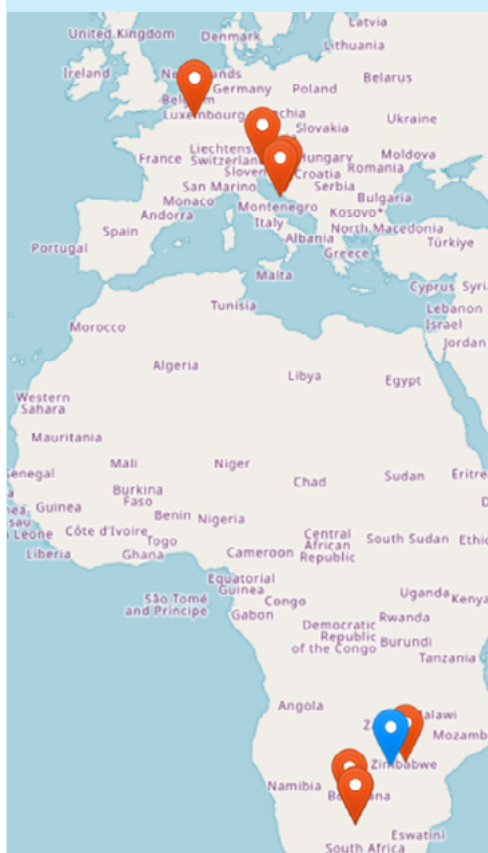 Latvia
United Kingdom
Denmark
Lithuania
Ireland
Belarus
Germany
Poland
Luxembourg
Slovakia
Ukraine
Moldova
France
Switzerland
Romania
Croatia
San Marino
Serbia
Monaco
Bulgaria
Andorra
Montenegro
Kosovo*
Spain
Italy
North Macedonia
Albania
Türkiye
Portugal
Greece
Malta
Cyprus
Tunisia
Lebanon
Israel
Morocco
Jordan
Algeria
Libya
Egypt
Western
Sahara
Mauritania
Mali
Niger
Sudan
Chad
Burkina
Faso
Guinea
Benin
Nigeria
Côte d'Ivoire
Togo
Central
African
Republic
South Sudan
Liberia
Ghana
Cameroon
Equatorial
Guinea
São Tomé
and Príncipe
Congo
Gabon
Uganda
Kenya
Rwanda
Democratic
Republic
of the Congo
Burundi
Tanzania
Angola
Zimbabwe
Namibia
Eswatini
South Africa